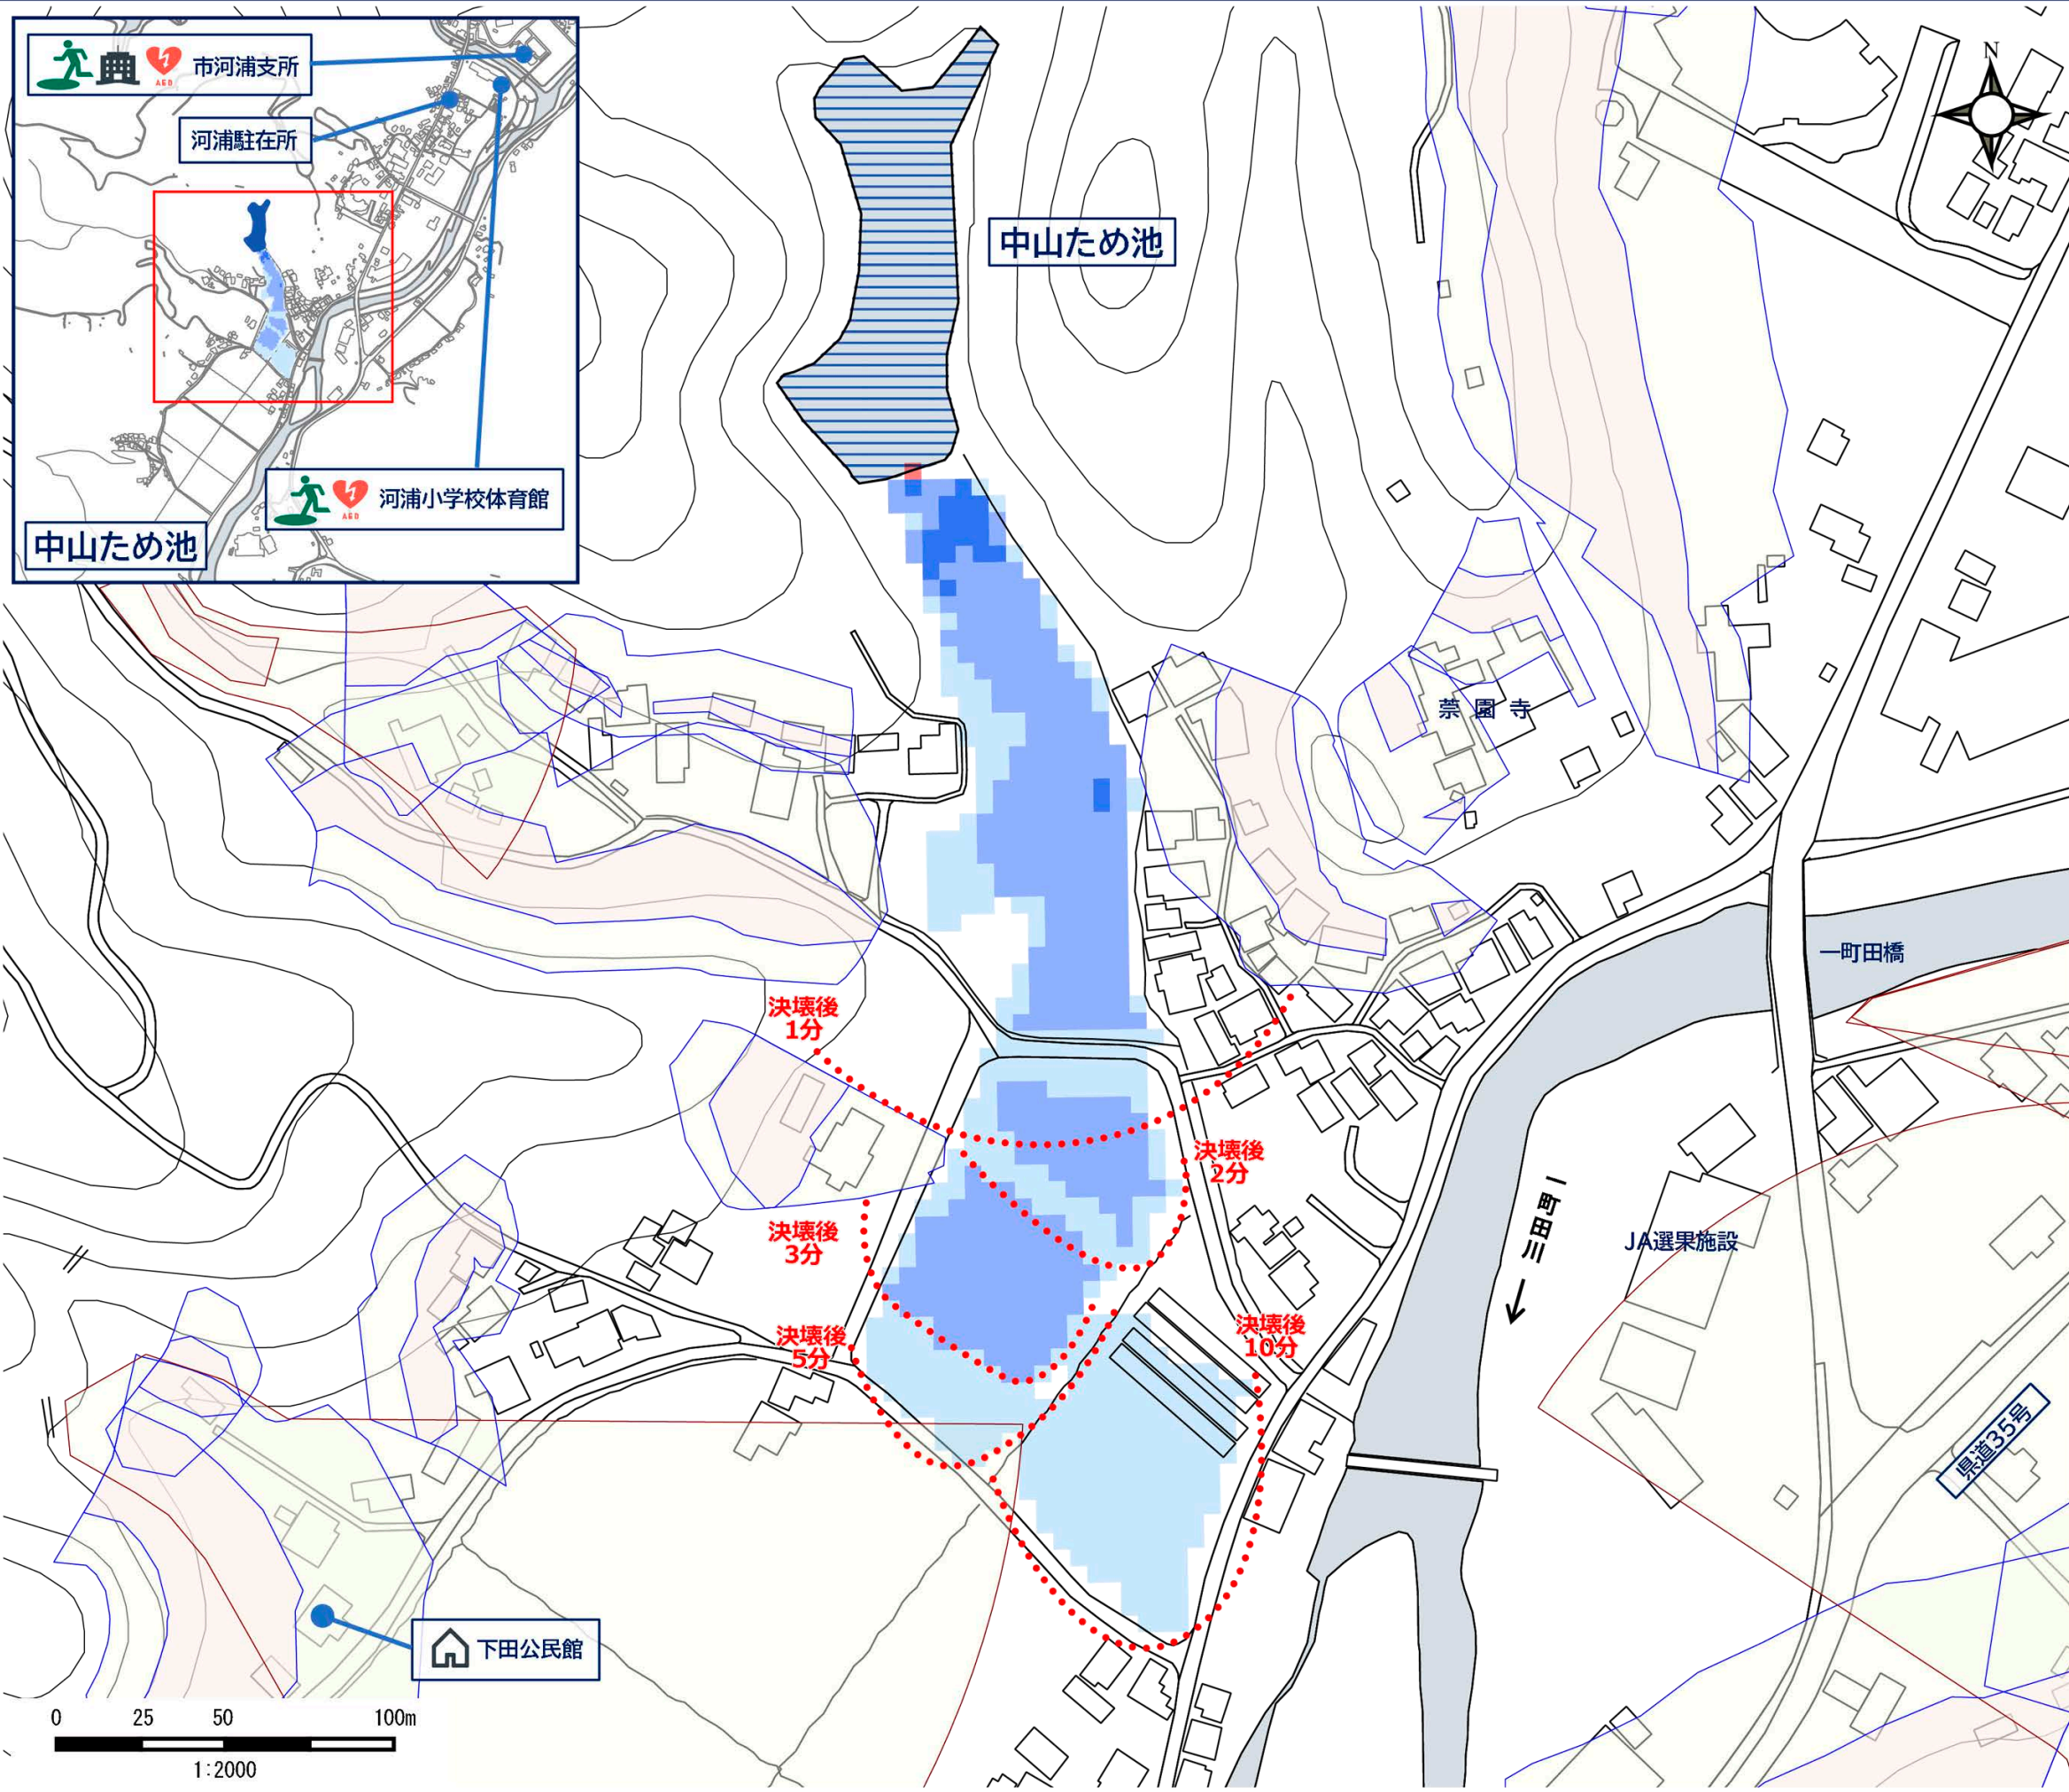 市河浦支所
AED
河浦駐在所
河浦小学校体育館
AED
中山ため池
N
中山ため池
崇園寺
一町田橋
決壊後
1分
決壊後
2分
決壊後
3分
決壊後
5分
決壊後
10分
一町田川
JA選果施設
県道35号
下田公民館
0 25 50 100m
1:2000